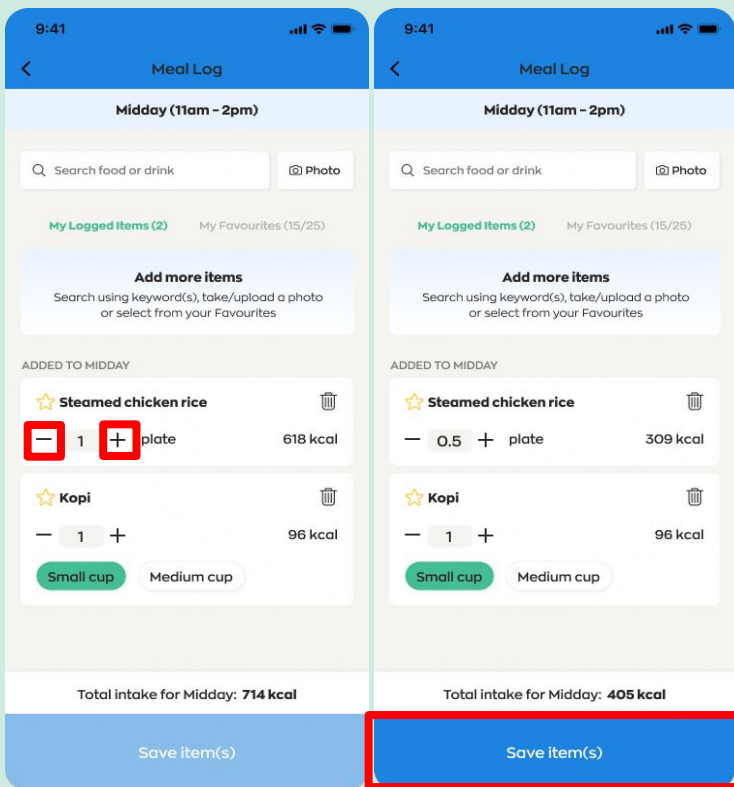 9:41
Meal Log
Midday (11am - 2pm)
Search food or drink
Photo
My Logged Items (2) My Favourites (15/25)
Add more items
Search using keyword(s), take/upload a photo
or select from your Favourites
ADDED TO MIDDAY
Steamed chicken rice
— 1 + plate 618 kcal
Kopi
— 1 + 96 kcal
Small cup Medium cup
Total intake for Midday: 714 kcal
Save item(s)
9:41
Meal Log
Midday (11am - 2pm)
Search food or drink
Photo
My Logged Items (2) My Favourites (15/25)
Add more items
Search using keyword(s), take/upload a photo
or select from your Favourites
ADDED TO MIDDAY
Steamed chicken rice
— 0.5 + plate 309 kcal
Kopi
— 1 + 96 kcal
Small cup Medium cup
Total intake for Midday: 405 kcal
Save item(s)